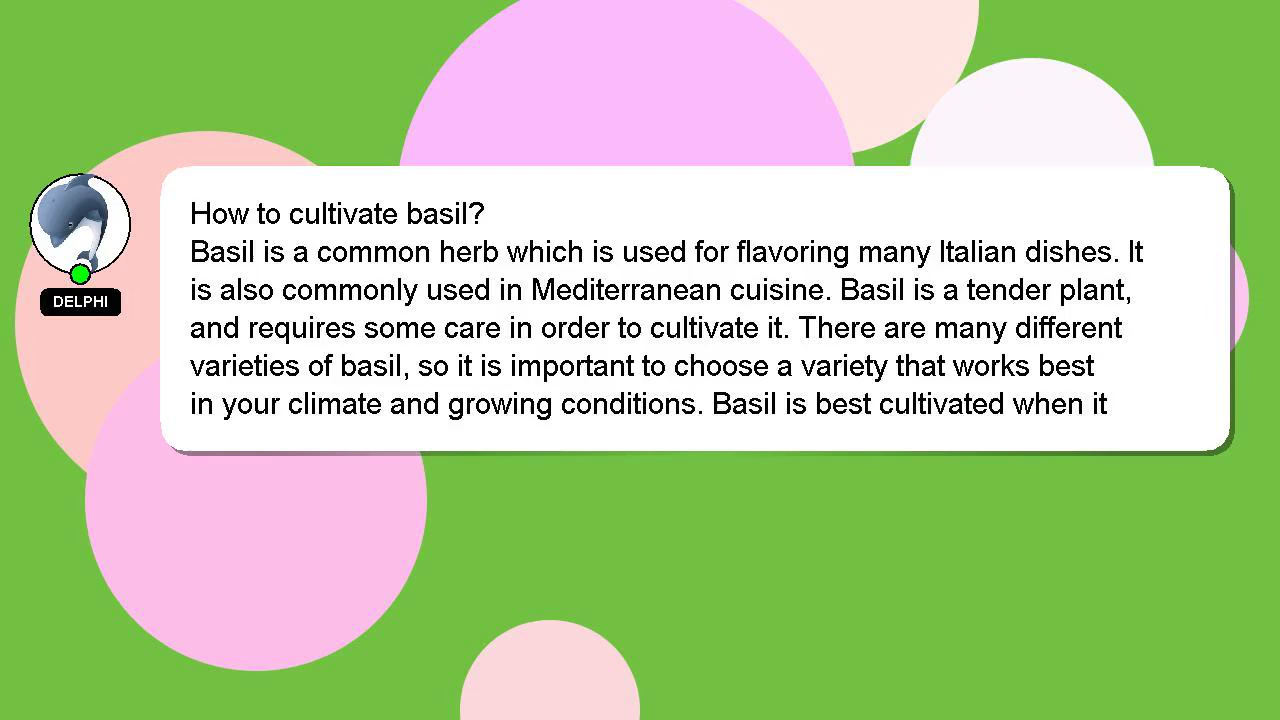 How to cultivate basil?
Basil is a common herb which is used for flavoring many Italian dishes. It
is also commonly used in Mediterranean cuisine. Basil is a tender plant,
and requires some care in order to cultivate it. There are many different
varieties of basil, so it is important to choose a variety that works best
in your climate and growing conditions. Basil is best cultivated when it
DELPHI